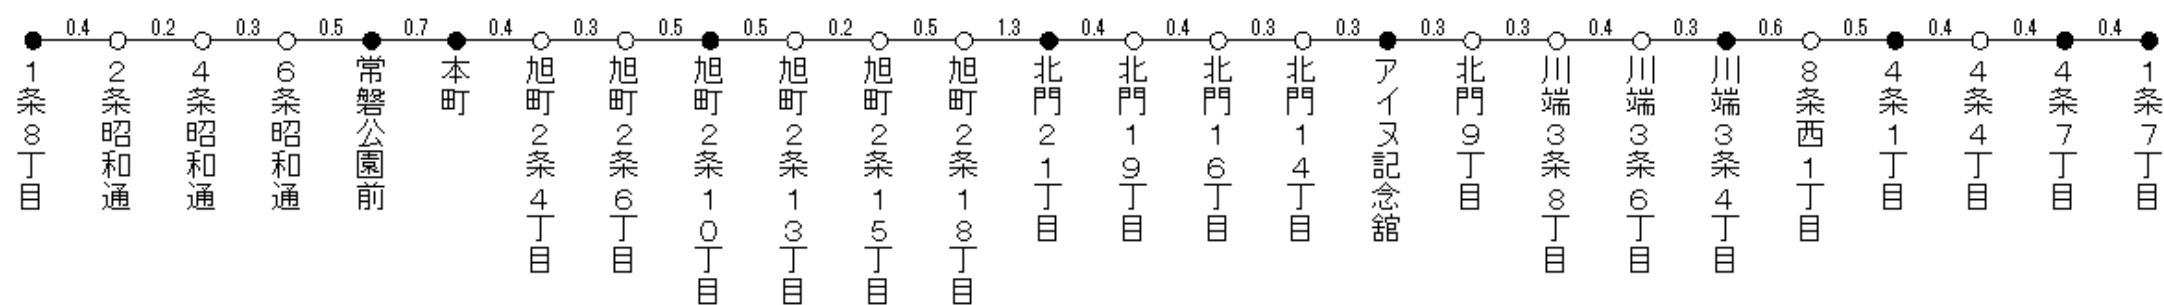 0.4 0.2 0.3 0.5 0.7 0.4 0.3 0.5 0.5 0.2 0.5 1.3 0.4 0.4 0.3 0.3 0.3 0.3 0.4 0.3 0.6 0.5 0.4 0.4 0.4
1条8丁目
2条昭和通
4条昭和通
6条昭和通
常磐公園前
本町
旭町2条4丁目
旭町2条6丁目
旭町2条10丁目
旭町2条13丁目
旭町2条15丁目
旭町2条18丁目
北門21丁目
北門19丁目
北門16丁目
北門14丁目
アイヌ記念舘
北門9丁目
川端3条8丁目
川端3条6丁目
川端3条4丁目
8条西1丁目
4条1丁目
4条4丁目
4条7丁目
1条7丁目